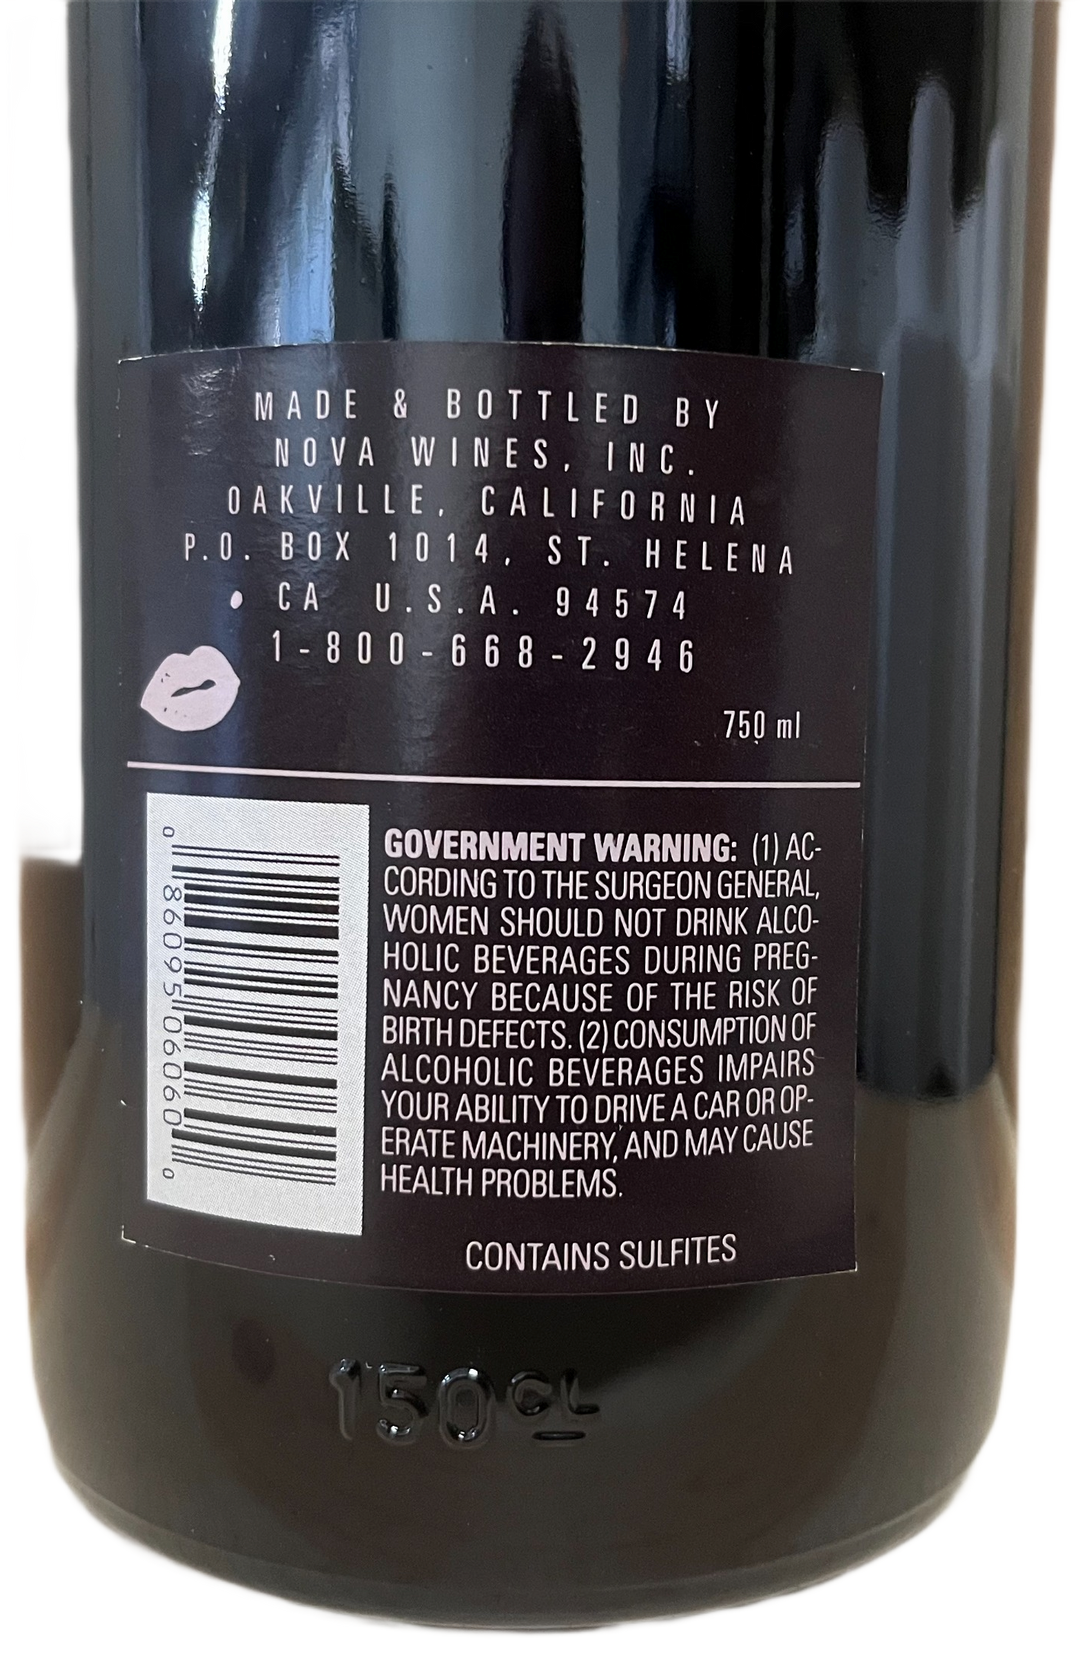 MADE & BOTTLED BY
NOVA WINES, INC.
OAKVILLE, CALIFORNIA
P.O. BOX 1014, ST. HELENA
CA U.S.A. 94574
1-800-668-2946
750 ml
0 86095 06060 0
GOVERNMENT WARNING: (1) AC-
CORDING TO THE SURGEON GENERAL,
WOMEN SHOULD NOT DRINK ALCO-
HOLIC BEVERAGES DURING PREG-
NANCY BECAUSE OF THE RISK OF
BIRTH DEFECTS. (2) CONSUMPTION OF
ALCOHOLIC BEVERAGES IMPAIRS
YOUR ABILITY TO DRIVE A CAR OR OP-
ERATE MACHINERY, AND MAY CAUSE
HEALTH PROBLEMS.
CONTAINS SULFITES
150 CL